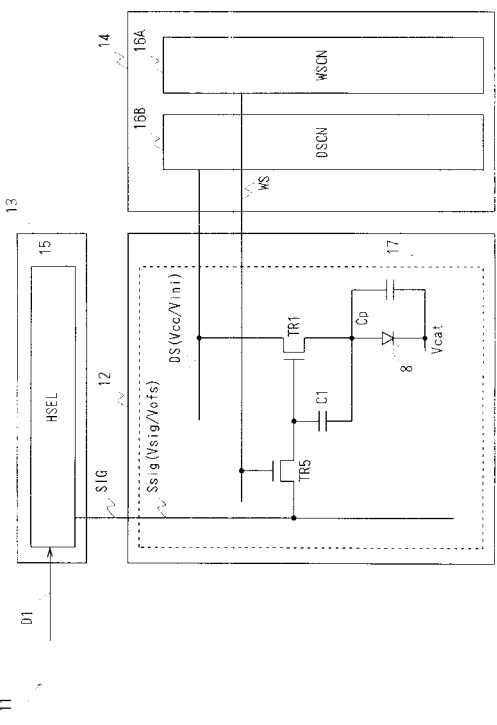 11
D1
13
HSEL
15
SIG
12
Ssig(Vsig/Vofs)
DS(Vcc/Vini)
TR5
C1
TR1
Cp
8
Vcat
17
14
16B
DSCN
16A
WSCN
WS